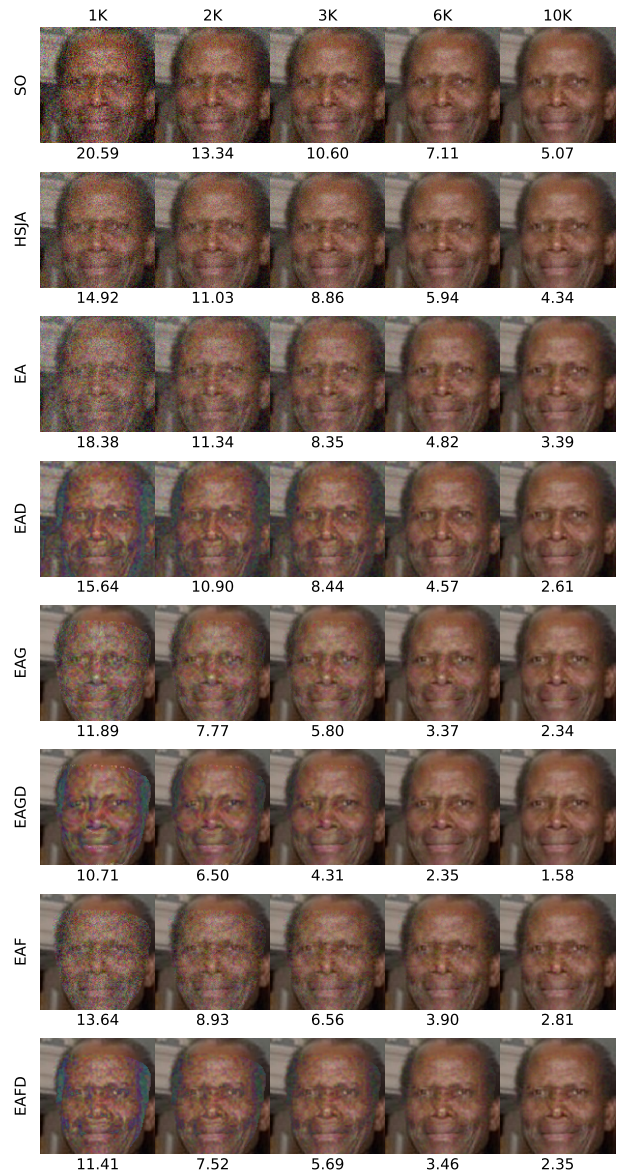 1K 2K 3K 6K 10K
SO
20.59 13.34 10.60 7.11 5.07
HSJA
14.92 11.03 8.86 5.94 4.34
EA
18.38 11.34 8.35 4.82 3.39
EAD
15.64 10.90 8.44 4.57 2.61
EAG
11.89 7.77 5.80 3.37 2.34
EAGD
10.71 6.50 4.31 2.35 1.58
EAF
13.64 8.93 6.56 3.90 2.81
EAFD
11.41 7.52 5.69 3.46 2.35